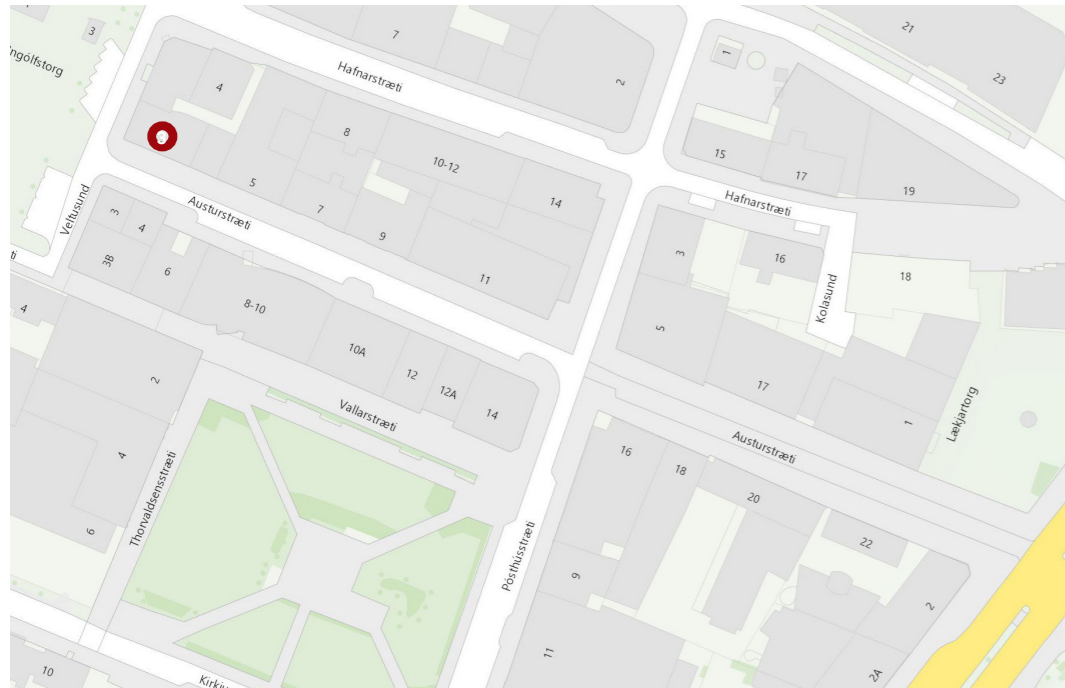 3
Ingólfstorg
4
7
2
1
21
23
Hafnarstræti
8
10-12
15
17
19
5
7
9
14
11
Veltusund
Austurstræti
Hafnarstræti
3
16
18
Kolasund
3
4
3B
6
8-10
10A
12
12A
14
5
17
1
Lækjartorg
4
2
4
6
Vallarstræti
Thorvaldsensstræti
Austurstræti
16
18
20
22
2
2A
9
11
Pósthússtræti
10